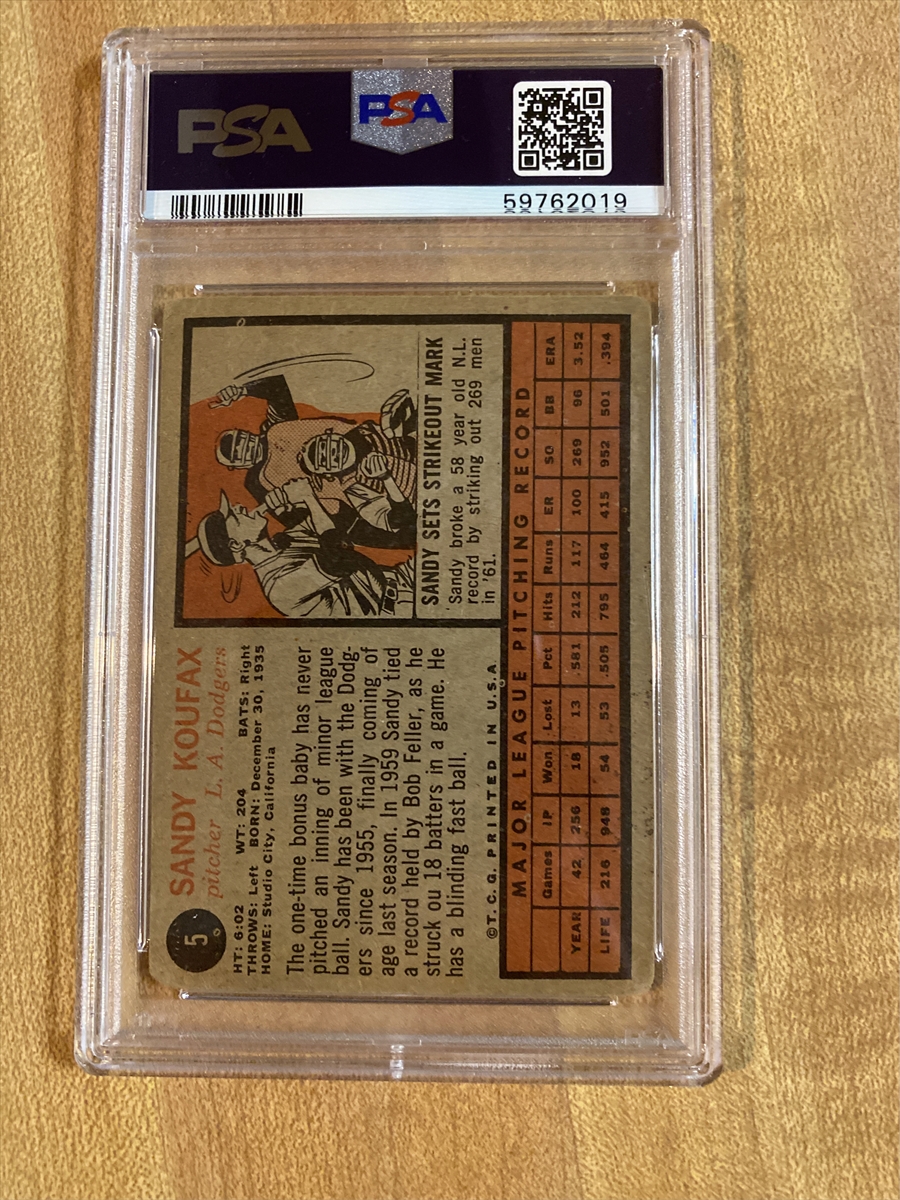 PSA
PSA
59762019
5
SANDY KOUFAX
pitcher L. A. Dodgers
HT: 6:02 WT: 204 BATS: Right
THROWS: Left BORN: December 30, 1935
HOME: Studio City, California
The one-time bonus baby has never
pitched an inning of minor league
ball. Sandy has been with the Dodg-
ers since 1955, finally coming of
age last season. In 1959 Sandy tied
a record held by Bob Feller, as he
struck ou 18 batters in a game. He
has a blinding fast ball.
SANDY SETS STRIKEOUT MARK
Sandy broke a 58 year old N.L.
record by striking out 269 men
in '61.
©T.C.G. PRINTED IN U.S.A.
MAJOR LEAGUE PITCHING RECORD
Games IP Won Lost Pct Hits Runs ER SO BB ERA
YEAR 42 256 18 13 .581 212 117 100 269 96 3.52
LIFE 216 948 54 53 .505 795 464 415 952 501 .394